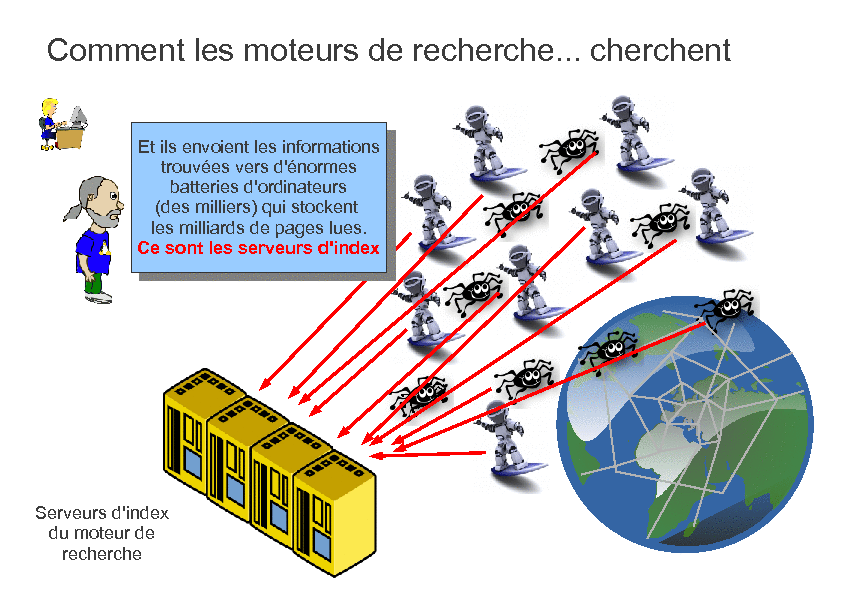 Comment les moteurs de recherche... cherchent
Et ils envoient les informations
trouvées vers d'énormes
batteries d'ordinateurs
(des milliers) qui stockent
les milliards de pages lues.
Ce sont les serveurs d'index
Serveurs d'index
du moteur de
recherche